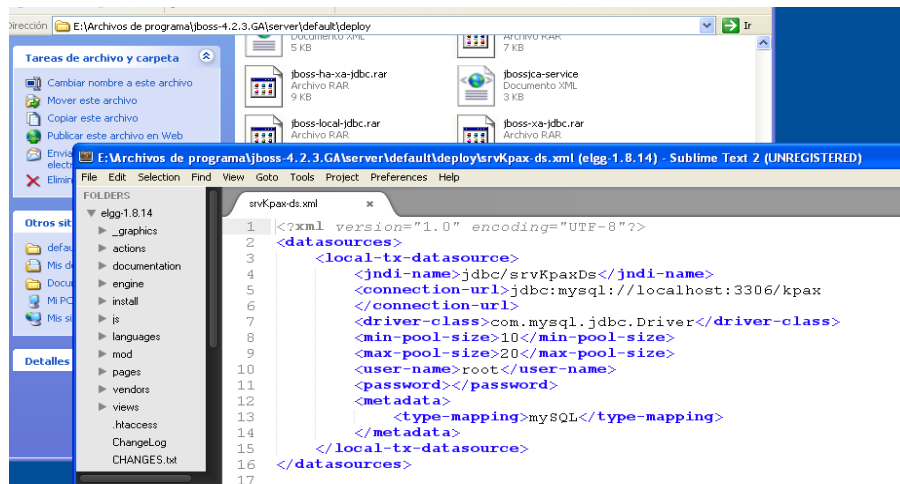 Dirección E:\Archivos de programa\jboss-4.2.3.GA\server\default\deploy Ir
Documento XML
5 KB
Archivo RAR
7 KB
Tareas de archivo y carpeta
Cambiar nombre a este archivo
Mover este archivo
Copiar este archivo
Publicar este archivo en Web
jboss-ha-xa-jdbc.rar
Archivo RAR
9 KB
jbossjca-service
Documento XML
3 KB
jboss-local-jdbc.rar
Archivo RAR
jboss-xa-jdbc.rar
Archivo RAR
Otros sit
Mi PC
Detalles
E:\Archivos de programa\jboss-4.2.3.GA\server\default\deploy\srvKpax-ds.xml (elgg-1.8.14) - Sublime Text 2 (UNREGISTERED)
File Edit Selection Find View Goto Tools Project Preferences Help
FOLDERS
elgg-1.8.14
_graphics
actions
documentation
engine
install
js
languages
mod
pages
vendors
views
.htaccess
ChangeLog
CHANGES.txt
srvKpax-ds.xml ×
1 <?xml version="1.0" encoding="UTF-8"?>
2 <datasources>
3 <local-tx-datasource>
4 <jndi-name>jdbc/srvKpaxDs</jndi-name>
5 <connection-url>jdbc:mysql://localhost:3306/kpax
6 </connection-url>
7 <driver-class>com.mysql.jdbc.Driver</driver-class>
8 <min-pool-size>10</min-pool-size>
9 <max-pool-size>20</max-pool-size>
10 <user-name>root</user-name>
11 <password></password>
12 <metadata>
13 <type-mapping>mySQL</type-mapping>
14 </metadata>
15 </local-tx-datasource>
16 </datasources>
17